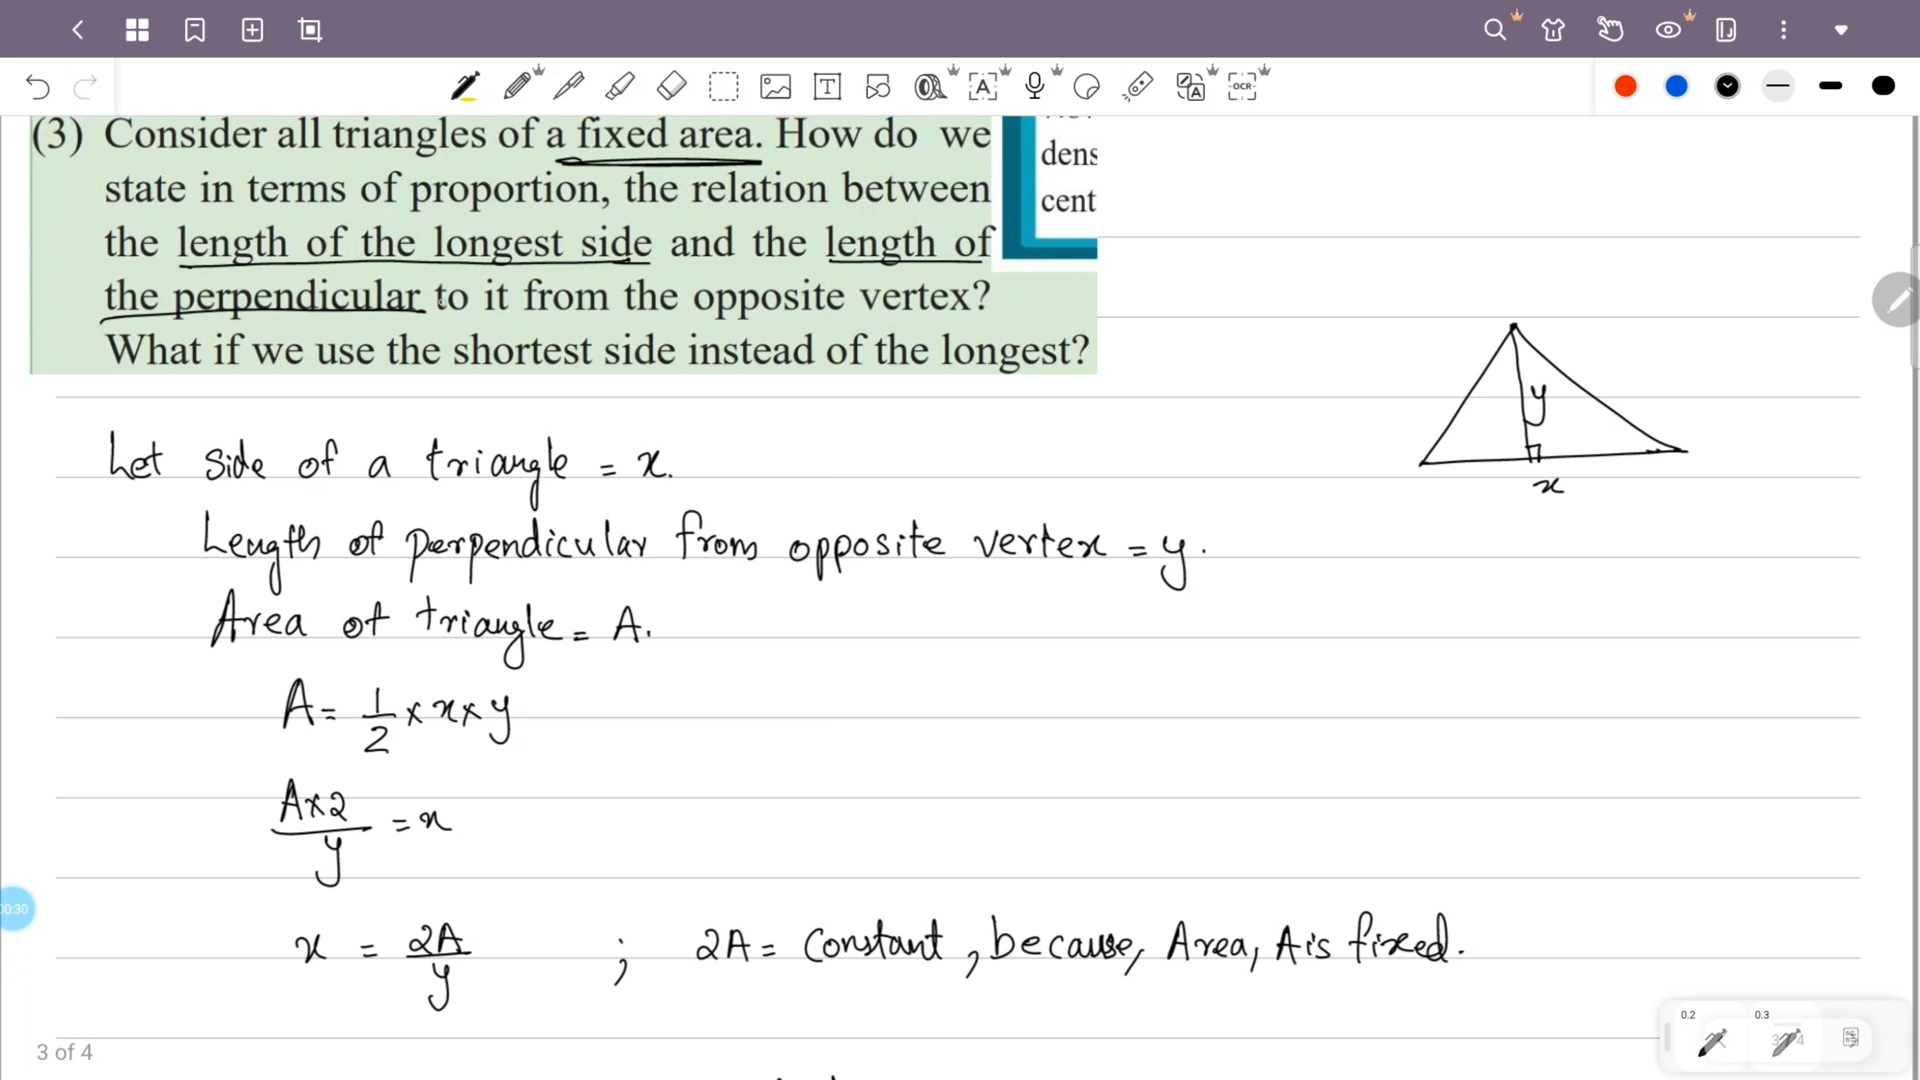 (3) Consider all triangles of a fixed area. How do we
state in terms of proportion, the relation between
the length of the longest side and the length of
the perpendicular to it from the opposite vertex?
What if we use the shortest side instead of the longest?
dens
cent
y
x
Let side of a triangle = x.
Length of perpendicular from opposite vertex = y.
Area of triangle = A.
A = 1/2 × x × y
A×2/y = x
x = 2A/y ; 2A = Constant, because, Area, A is fixed.
00:30
3 of 4
0.2
0.3
OCR